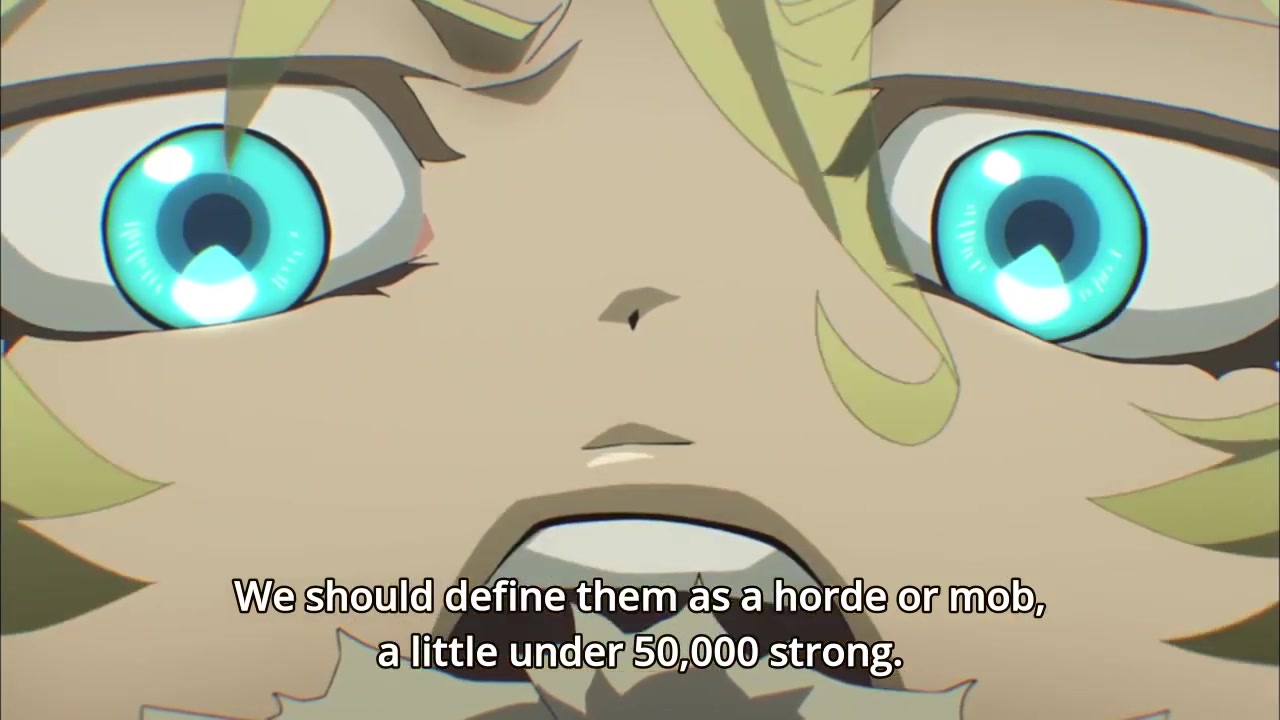 We should define them as a horde or mob,
a little under 50,000 strong.